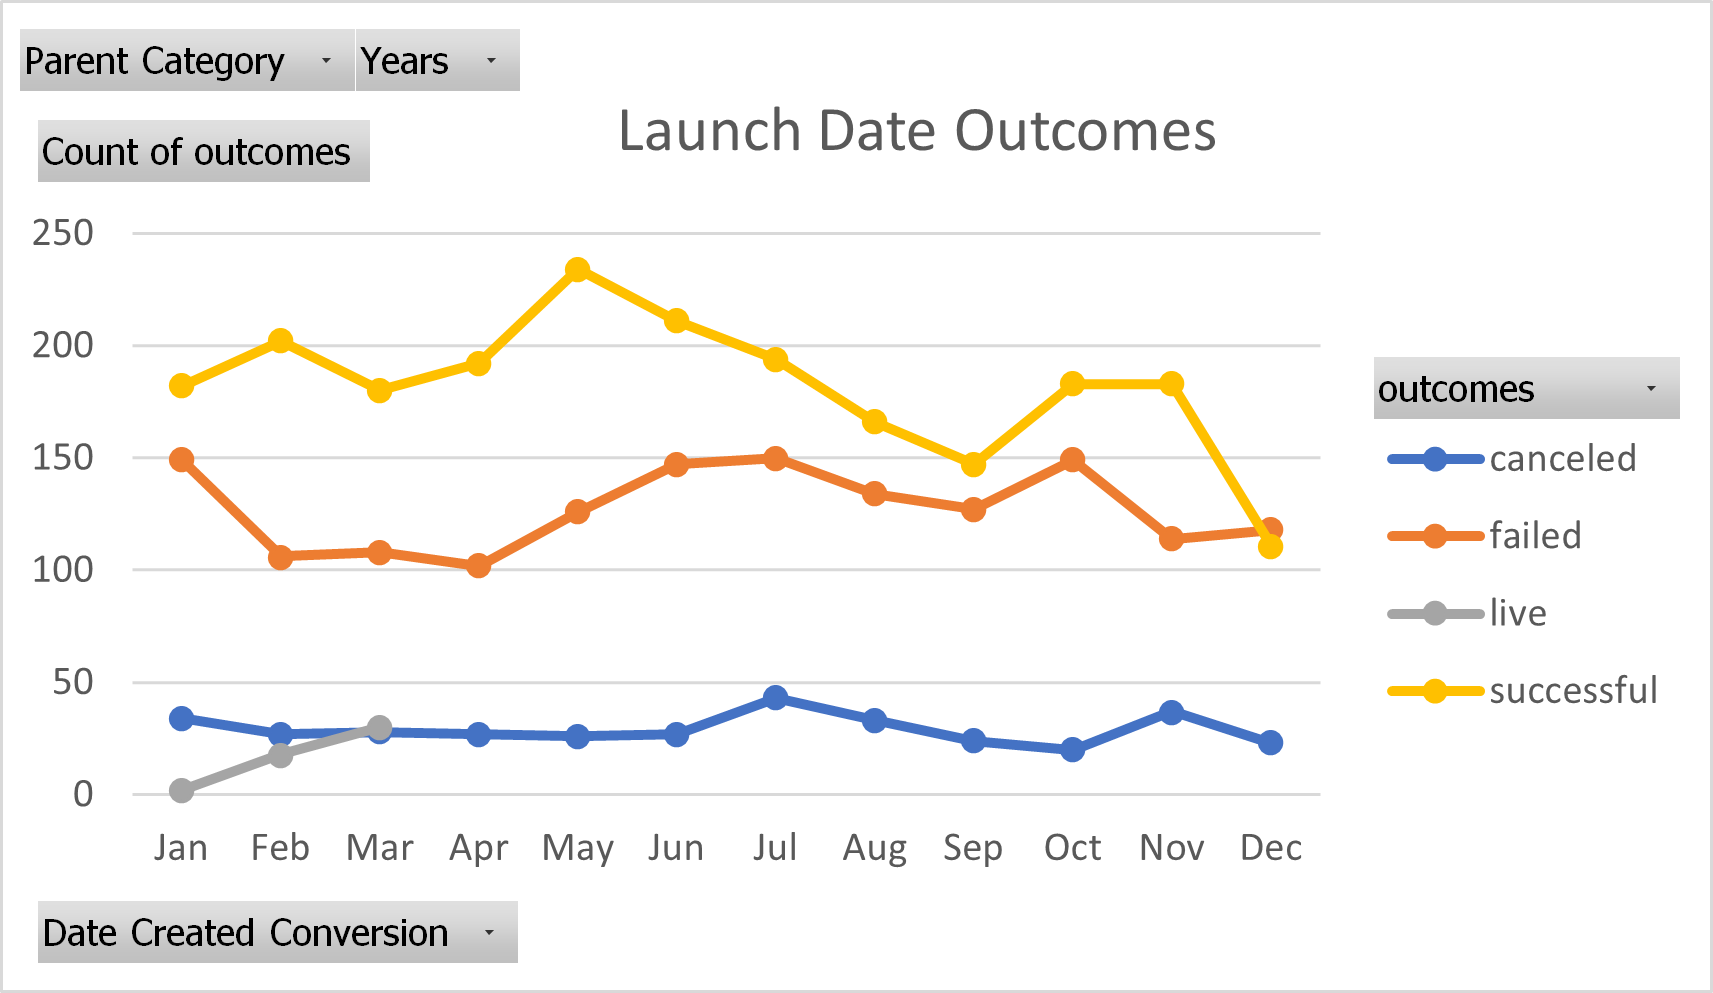 Parent Category
Years
Launch Date Outcomes
Count of outcomes
250
200
150
100
50
0
Jan Feb Mar Apr May Jun Jul Aug Sep Oct Nov Dec
outcomes
canceled
failed
live
successful
Date Created Conversion